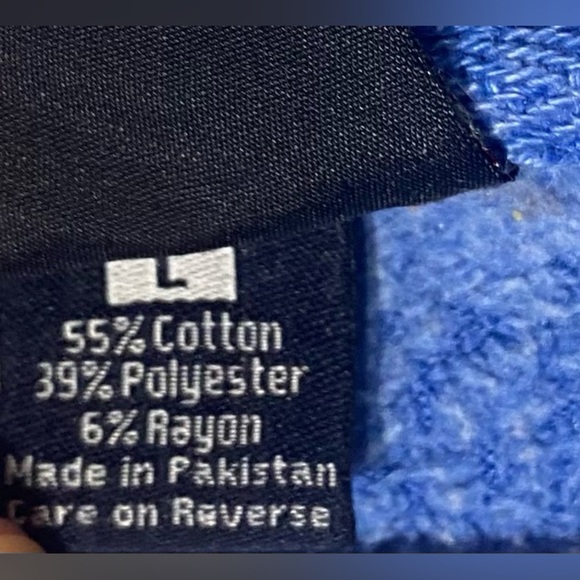 L
55% Cotton
39% Polyester
6% Rayon
Made in Pakistan
Care on Reverse